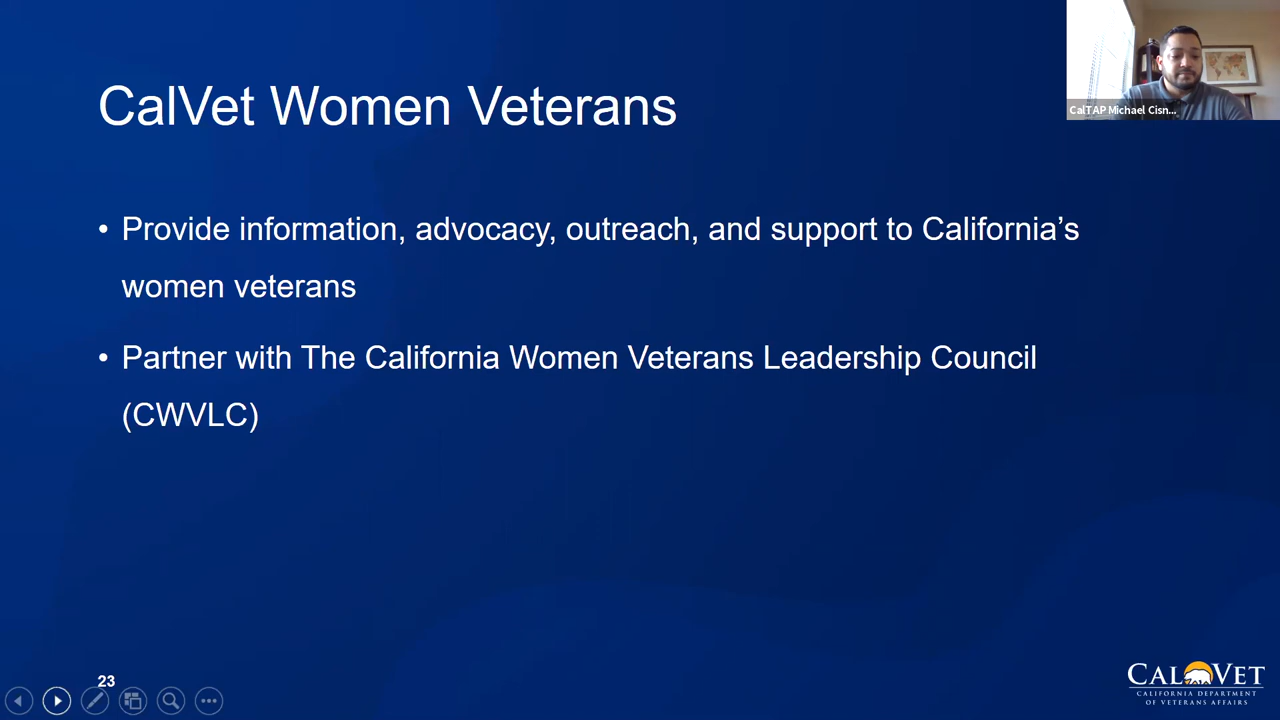 CalTAP Michael Cisn...
CalVet Women Veterans
• Provide information, advocacy, outreach, and support to California’s
women veterans
• Partner with The California Women Veterans Leadership Council
(CWVLC)
23
CALVET
CALIFORNIA DEPARTMENT
OF VETERANS AFFAIRS